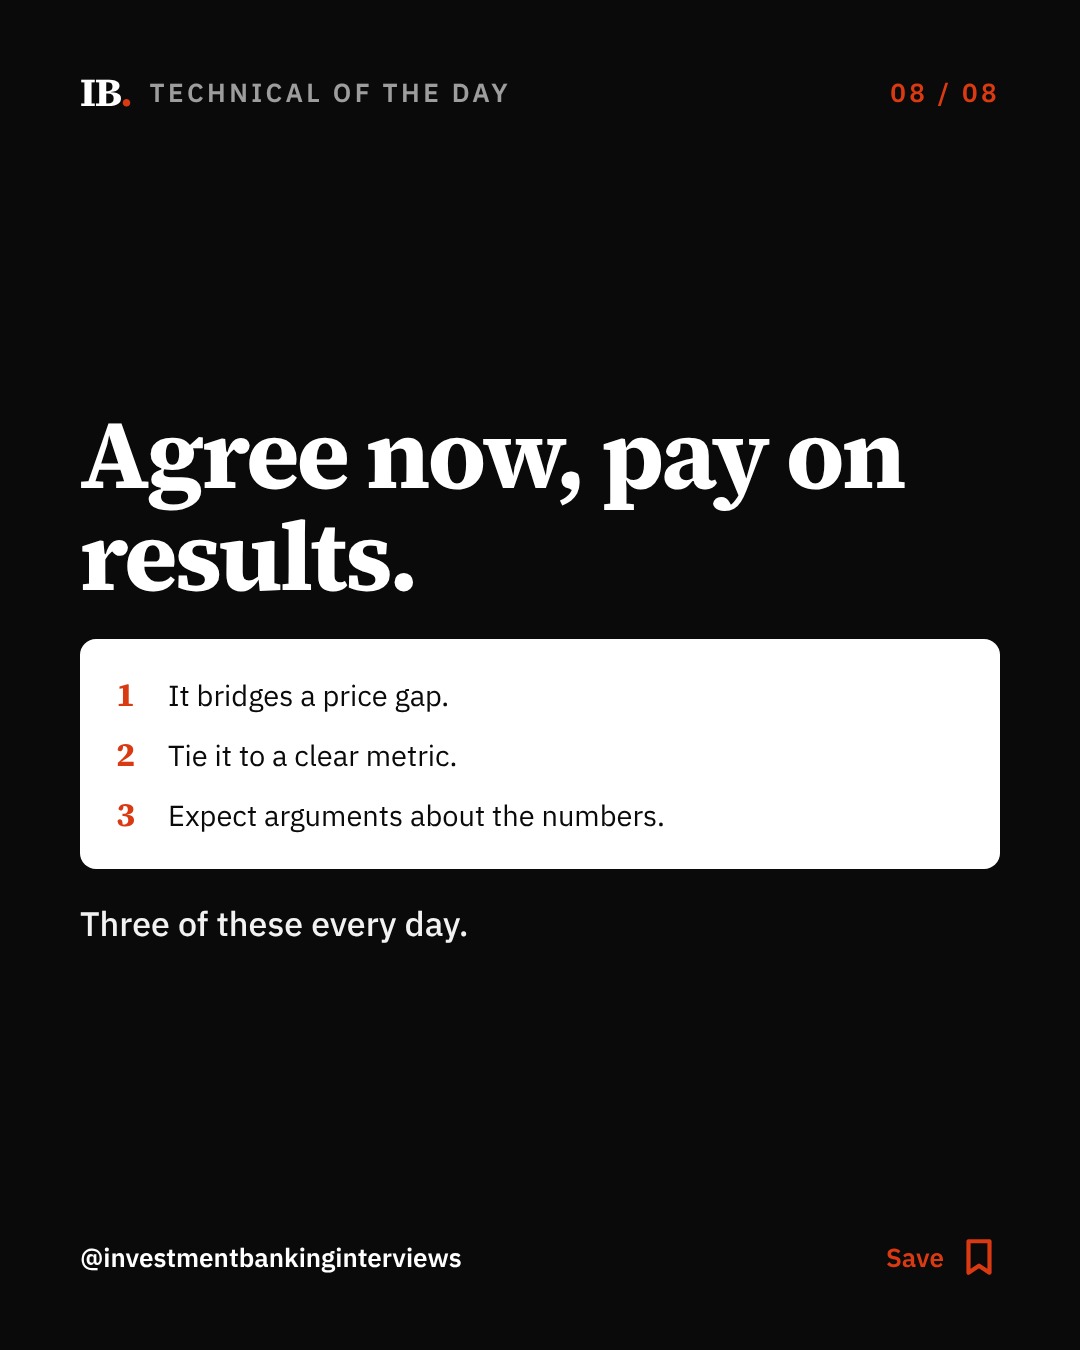 IB. TECHNICAL OF THE DAY 08 / 08
Agree now, pay on
results.
1 It bridges a price gap.
2 Tie it to a clear metric.
3 Expect arguments about the numbers.
Three of these every day.
@investmentbankinginterviews Save